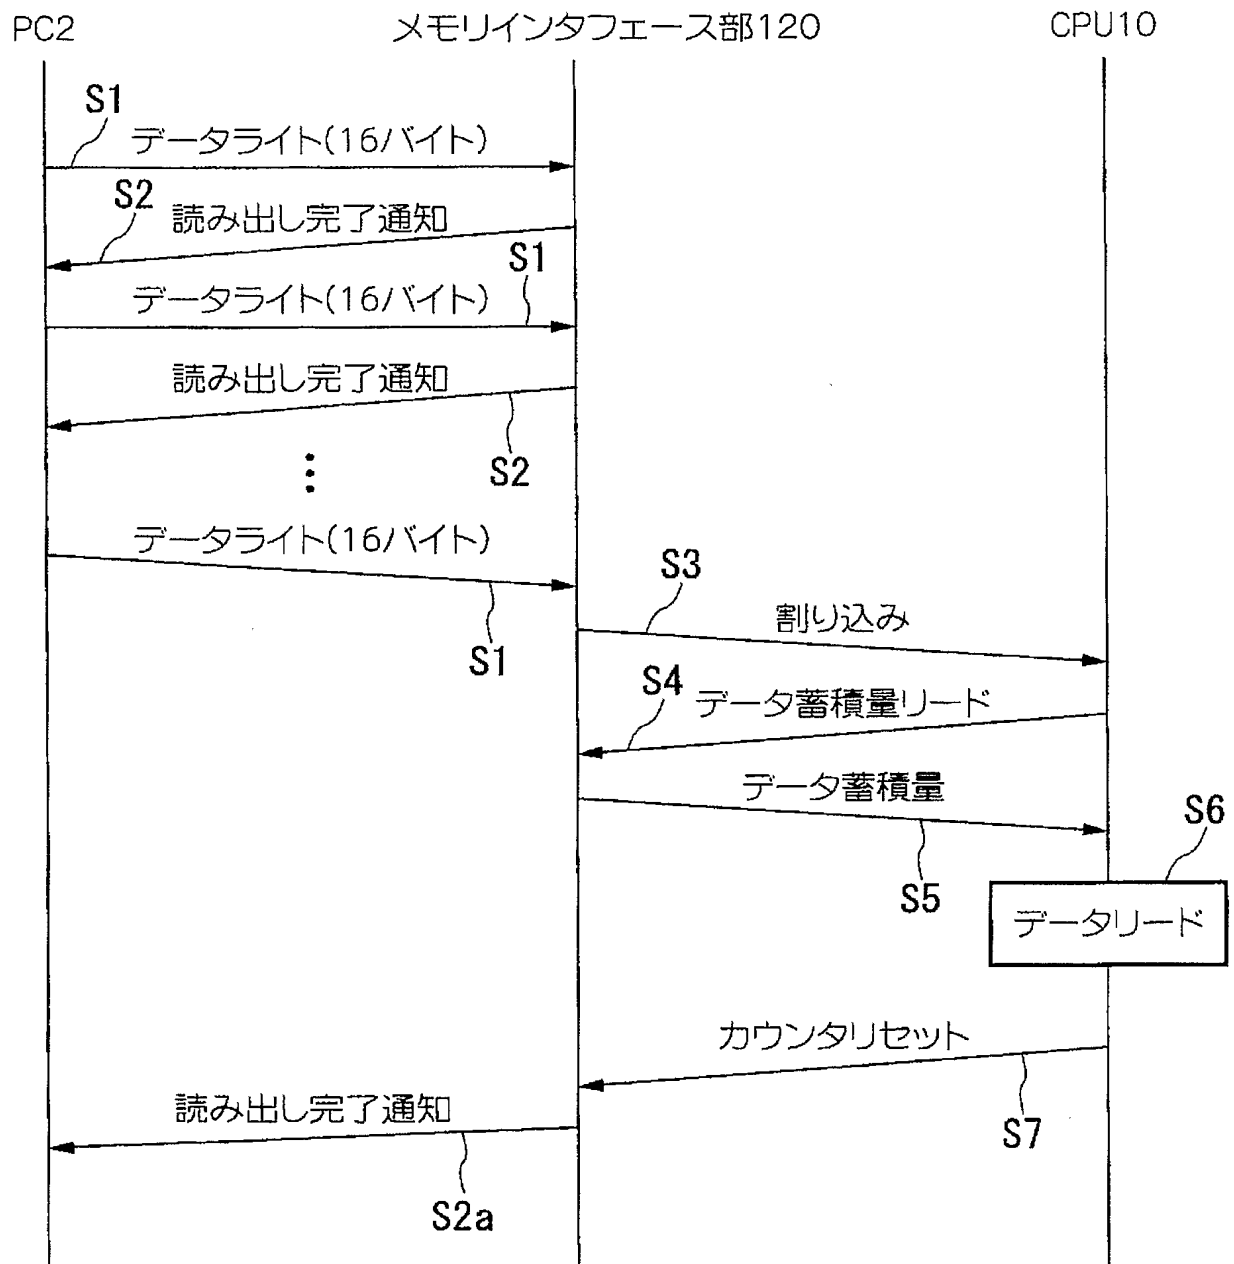 PC2
メモリインタフェース部120
CPU10
S1
データライト(16バイト)
S2
読み出し完了通知
S1
データライト(16バイト)
読み出し完了通知
S2
データライト(16バイト)
S1
S3
割り込み
S4
データ蓄積量リード
データ蓄積量
S5
S6
データリード
カウンタリセット
S7
読み出し完了通知
S2a